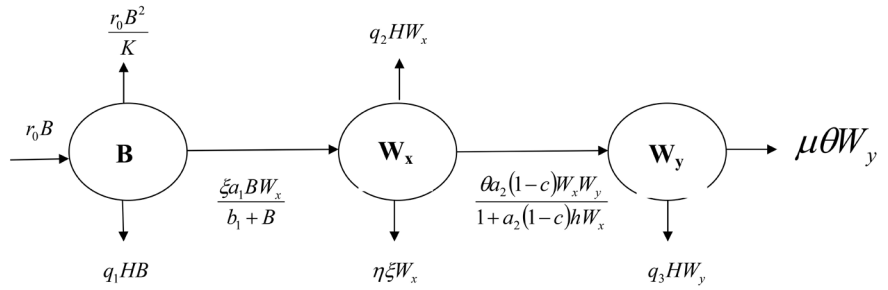 r₀B²/K
q₂HWₓ
r₀B
B
Wₓ
W_y
μθW_y
ξa₁BWₓ/(b₁ + B)
θa₂(1−c)WₓW_y/(1 + a₂(1−c)hWₓ)
q₁HB
ηξWₓ
q₃HW_y